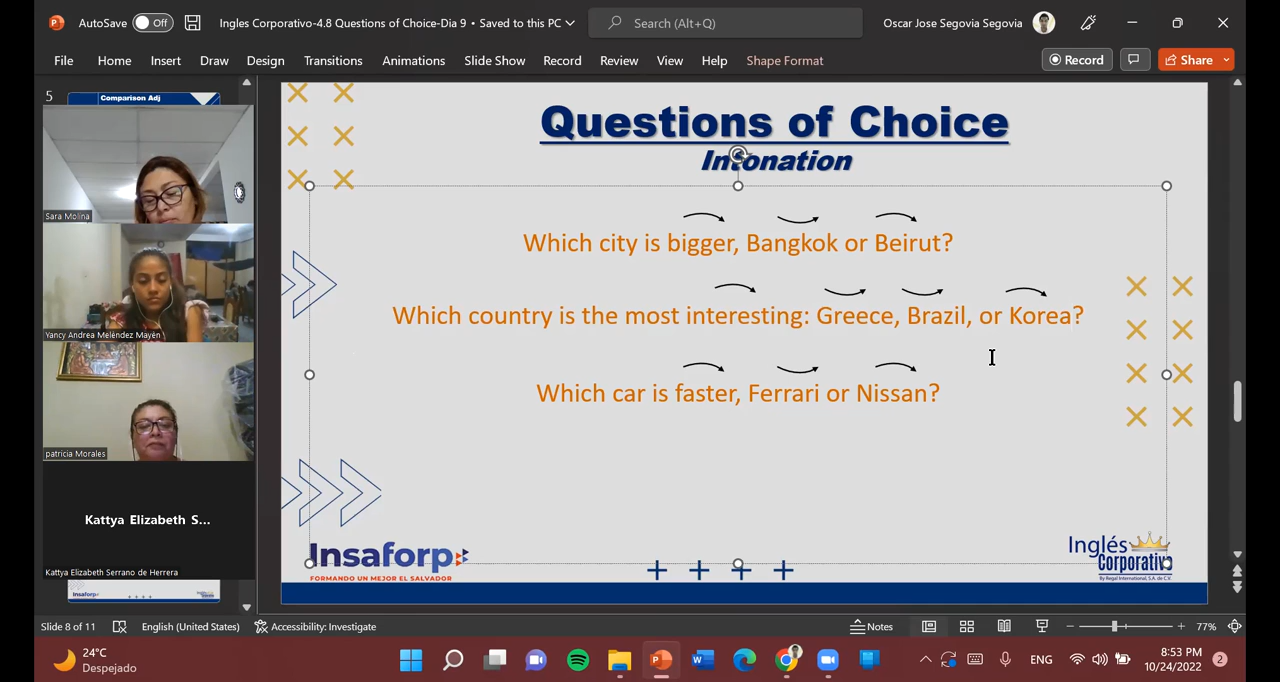 AutoSave Off Ingles Corporativo-4.8 Questions of Choice-Dia 9 • Saved to this PC Search (Alt+Q) Oscar Jose Segovia Segovia
File Home Insert Draw Design Transitions Animations Slide Show Record Review View Help Shape Format Record Share
5
Comparison Adj
Sara Molina
Yancy Andrea Meléndez Mayén
patricia Morales
Kattya Elizabeth S...
Kattya Elizabeth Serrano de Herrera
Insaforp
Questions of Choice
Intonation
Which city is bigger, Bangkok or Beirut?
Which country is the most interesting: Greece, Brazil, or Korea?
Which car is faster, Ferrari or Nissan?
Insaforp
FORMANDO UN MEJOR EL SALVADOR
Inglés
Corporativo
By Regal International, S.A. de C.V.
Slide 8 of 11 English (United States) Accessibility: Investigate Notes 77%
24°C
Despejado
ENG
8:53 PM
10/24/2022
2